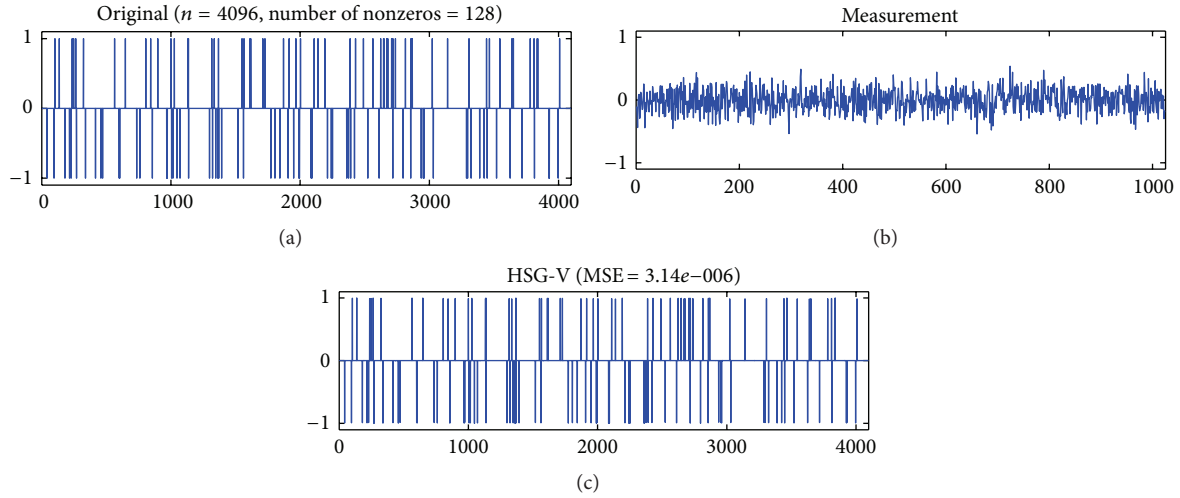 Original (n = 4096, number of nonzeros = 128)
1
0
−1
0 1000 2000 3000 4000
(a)
Measurement
1
0
−1
0 200 400 600 800 1000
(b)
HSG-V (MSE = 3.14e−006)
1
0
−1
0 1000 2000 3000 4000
(c)